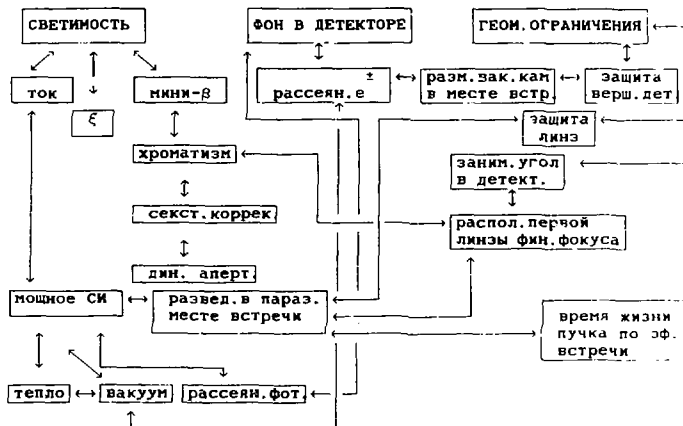 СВЕТИМОСТЬ
ФОН В ДЕТЕКТОРЕ
ГЕОМ.ОГРАНИЧЕНИЯ
ток
ξ
мини-β
рассеян.e±
разм.вак.кам
в месте встр.
защита
верш.дет.
защита
линз
хроматизм
заним.угол
в детект.
секст.коррек
распол.первой
линзы фин.фокуса
дин. аперт.
мощное СИ
развед.в параз.
месте встречи
время жизни
пучка по эф.
встречи
тепло
вакуум
рассеян.фот.